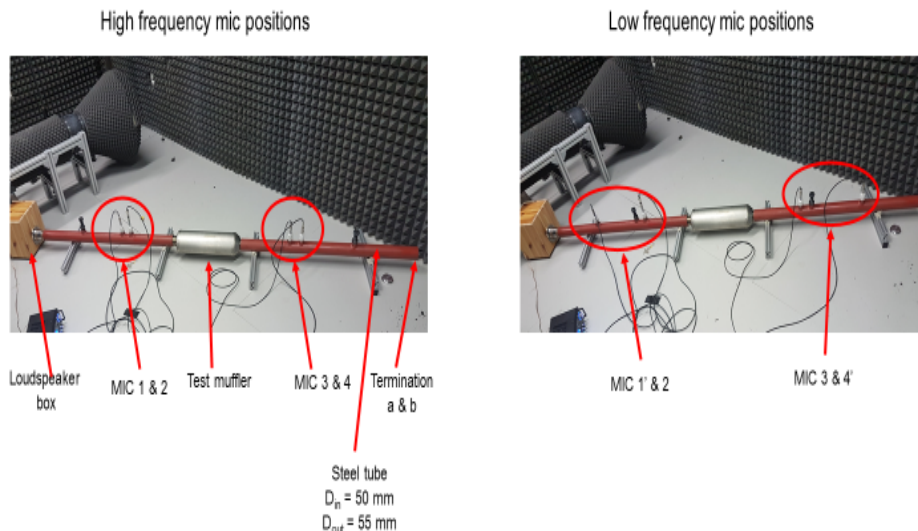 High frequency mic positions
Low frequency mic positions
Loudspeaker
box
MIC 1 & 2
Test muffler
MIC 3 & 4
Termination
a & b
MIC 1' & 2
MIC 3 & 4'
Steel tube
D_in = 50 mm
D_out = 55 mm